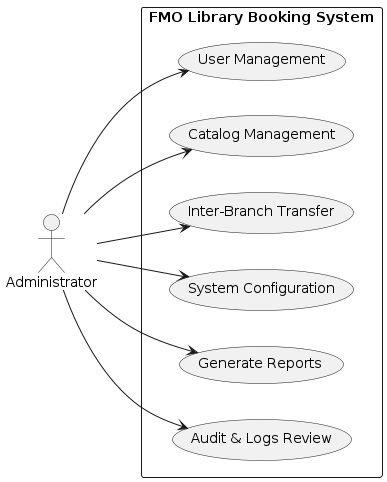 FMO Library Booking System
User Management
Catalog Management
Inter-Branch Transfer
Administrator
System Configuration
Generate Reports
Audit & Logs Review